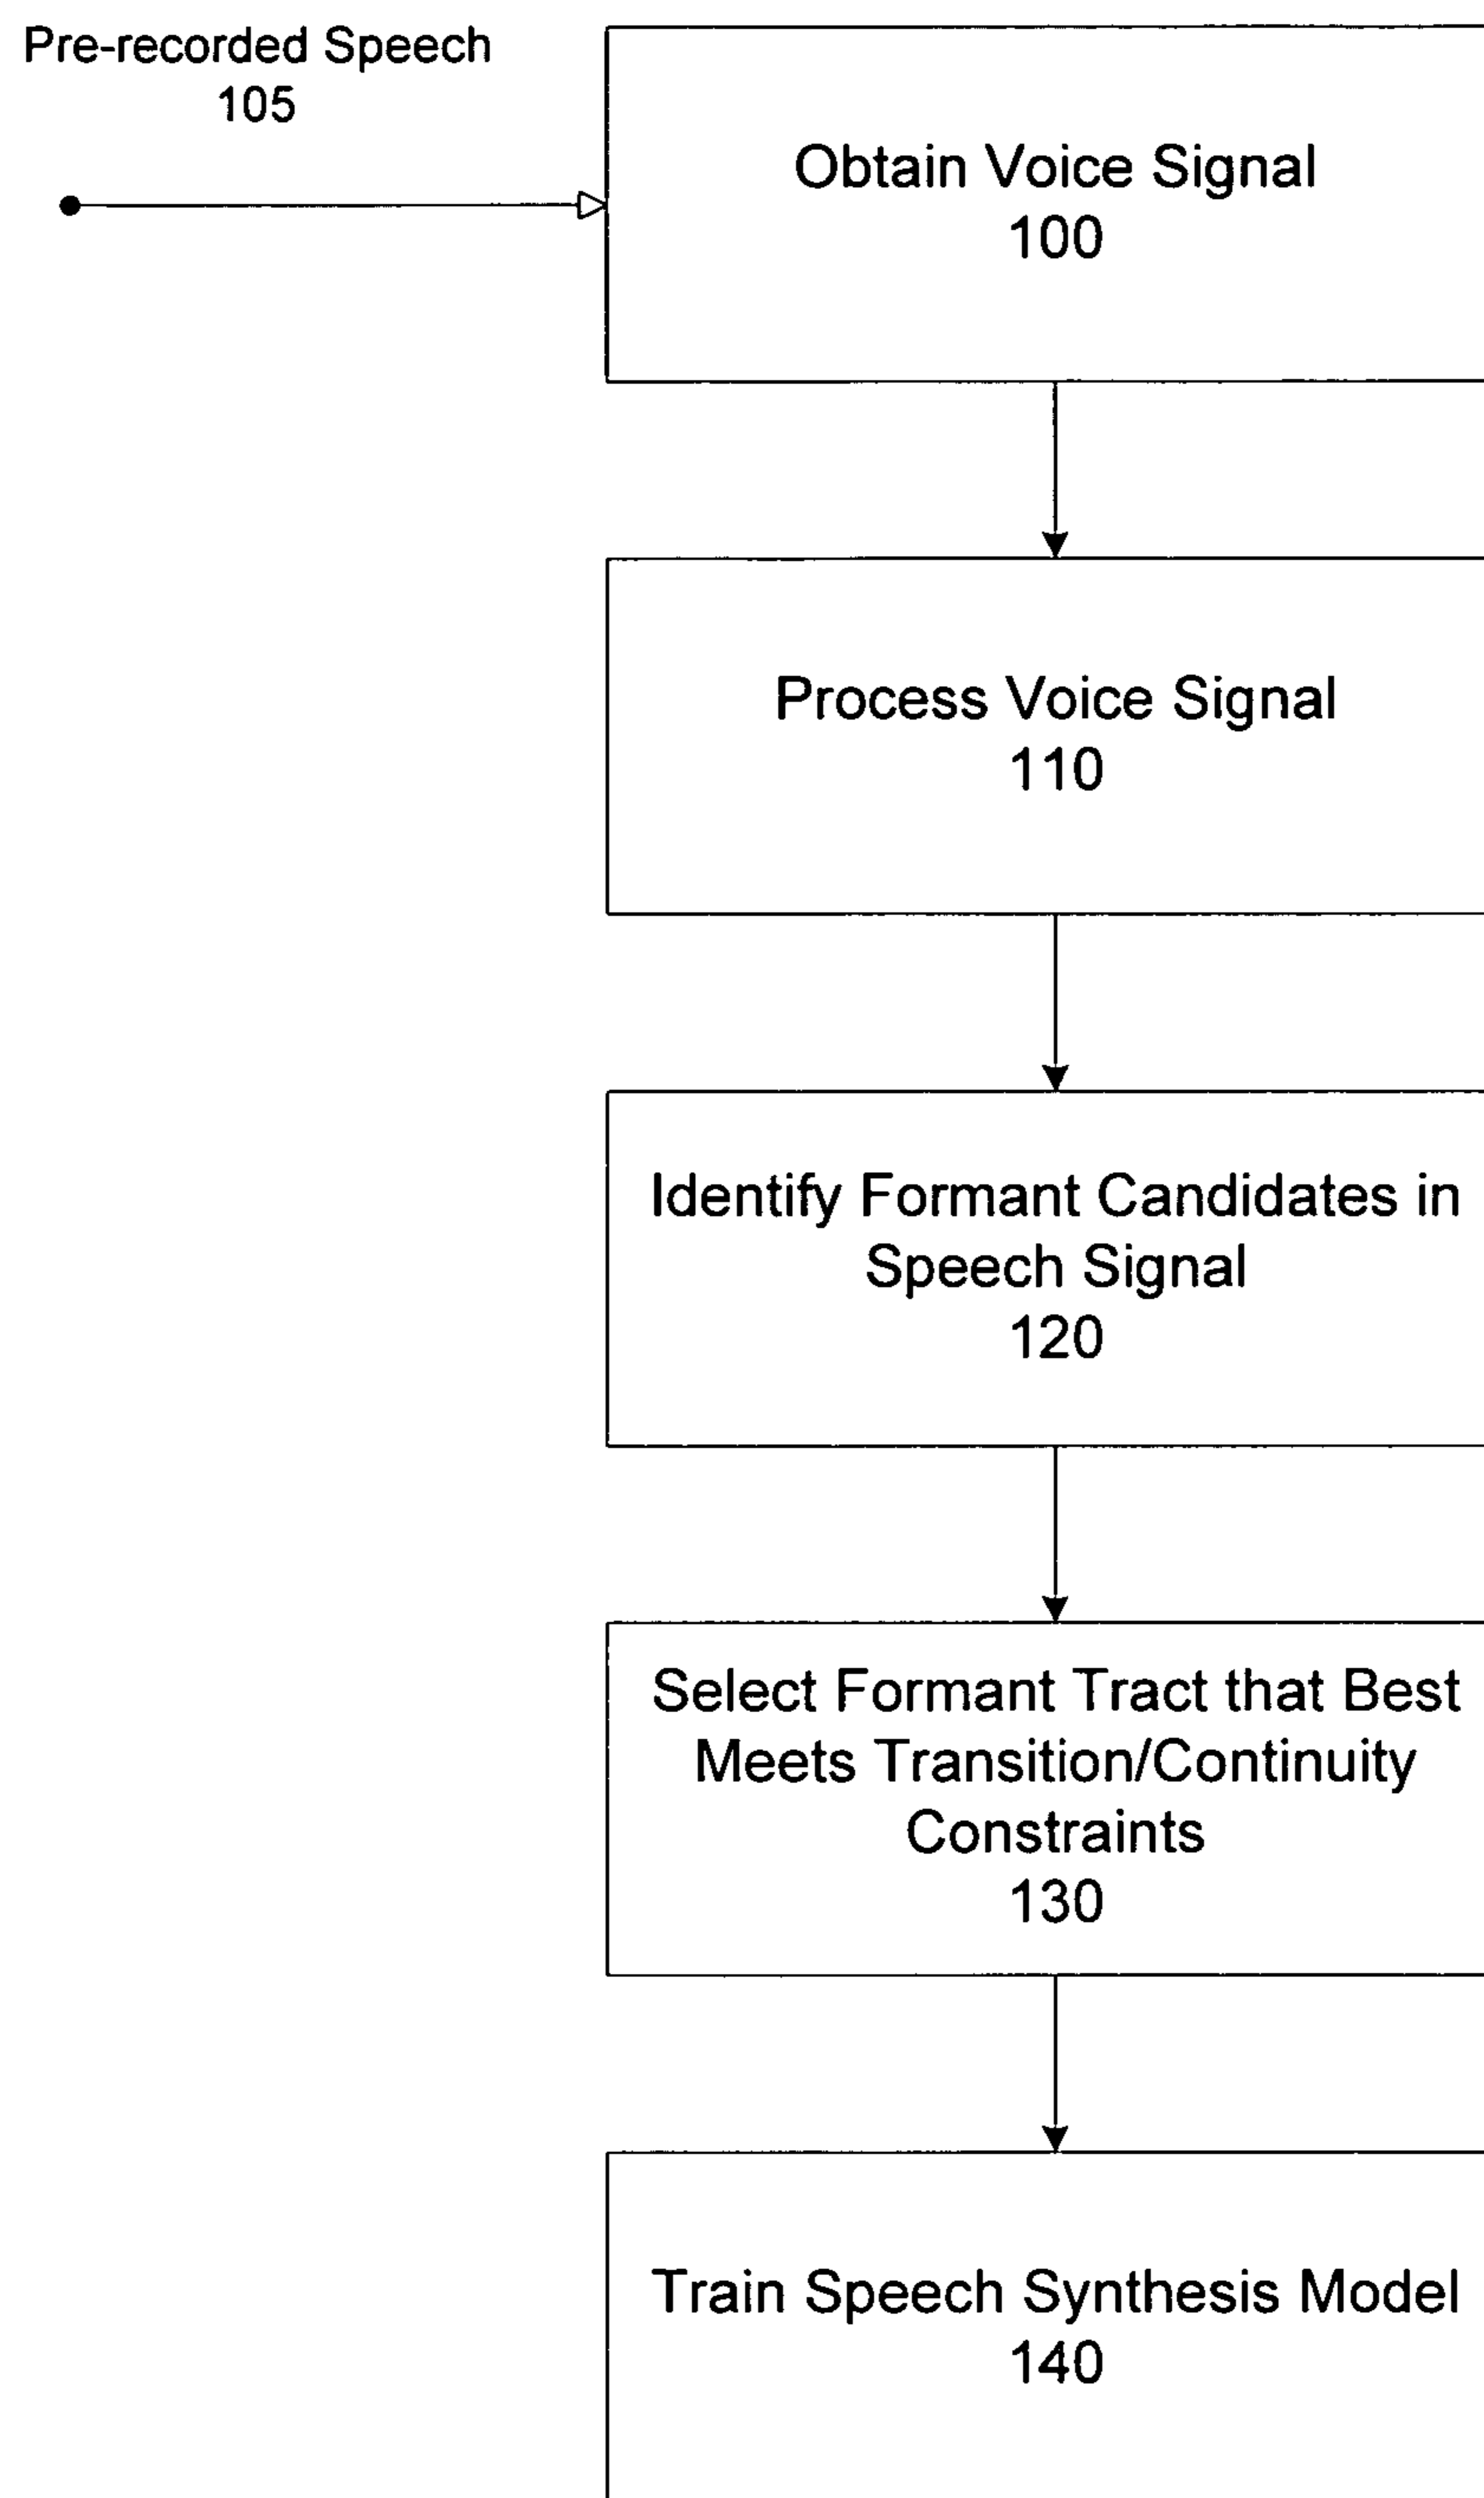 Pre-recorded Speech
105
Obtain Voice Signal
100
Process Voice Signal
110
Identify Formant Candidates in
Speech Signal
120
Select Formant Tract that Best
Meets Transition/Continuity
Constraints
130
Train Speech Synthesis Model
140